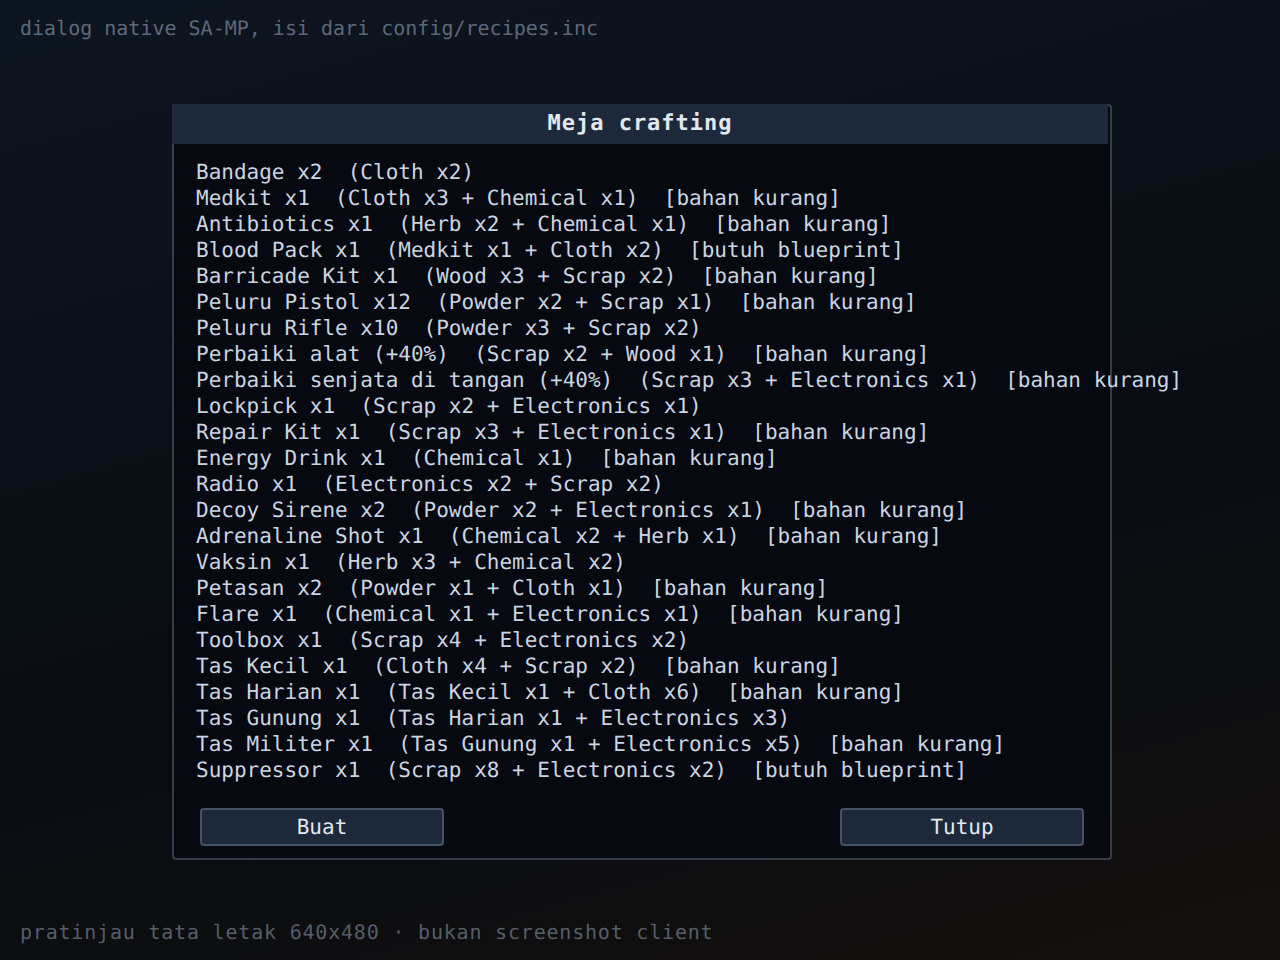 dialog native SA-MP, isi dari config/recipes.inc
Meja crafting
Bandage x2  (Cloth x2)
Medkit x1  (Cloth x3 + Chemical x1)  [bahan kurang]
Antibiotics x1  (Herb x2 + Chemical x1)  [bahan kurang]
Blood Pack x1  (Medkit x1 + Cloth x2)  [butuh blueprint]
Barricade Kit x1  (Wood x3 + Scrap x2)  [bahan kurang]
Peluru Pistol x12  (Powder x2 + Scrap x1)  [bahan kurang]
Peluru Rifle x10  (Powder x3 + Scrap x2)
Perbaiki alat (+40%)  (Scrap x2 + Wood x1)  [bahan kurang]
Perbaiki senjata di tangan (+40%)  (Scrap x3 + Electronics x1)  [bahan kurang]
Lockpick x1  (Scrap x2 + Electronics x1)
Repair Kit x1  (Scrap x3 + Electronics x1)  [bahan kurang]
Energy Drink x1  (Chemical x1)  [bahan kurang]
Radio x1  (Electronics x2 + Scrap x2)
Decoy Sirene x2  (Powder x2 + Electronics x1)  [bahan kurang]
Adrenaline Shot x1  (Chemical x2 + Herb x1)  [bahan kurang]
Vaksin x1  (Herb x3 + Chemical x2)
Petasan x2  (Powder x1 + Cloth x1)  [bahan kurang]
Flare x1  (Chemical x1 + Electronics x1)  [bahan kurang]
Toolbox x1  (Scrap x4 + Electronics x2)
Tas Kecil x1  (Cloth x4 + Scrap x2)  [bahan kurang]
Tas Harian x1  (Tas Kecil x1 + Cloth x6)  [bahan kurang]
Tas Gunung x1  (Tas Harian x1 + Electronics x3)
Tas Militer x1  (Tas Gunung x1 + Electronics x5)  [bahan kurang]
Suppressor x1  (Scrap x8 + Electronics x2)  [butuh blueprint]
Buat
Tutup
pratinjau tata letak 640x480 · bukan screenshot client